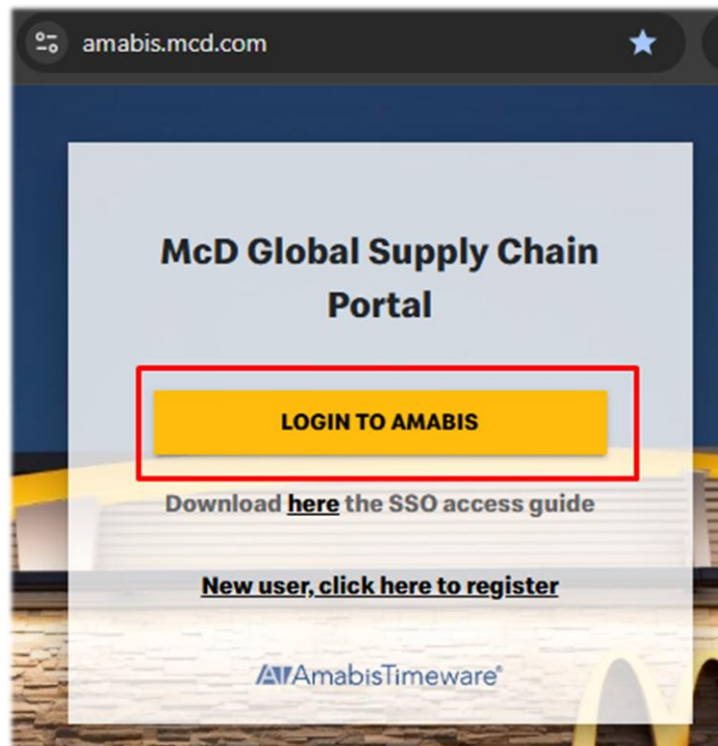 amabis.mcd.com
McD Global Supply Chain
Portal
LOGIN TO AMABIS
Download here the SSO access guide
New user, click here to register
AT AmabisTimeware®